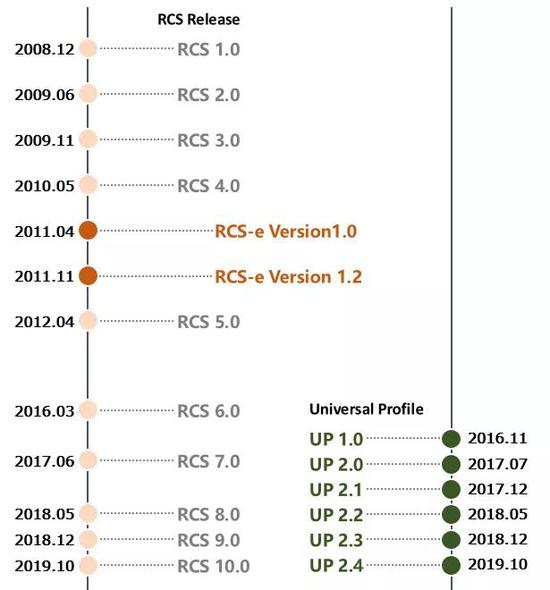 RCS Release
2008.12 RCS 1.0
2009.06 RCS 2.0
2009.11 RCS 3.0
2010.05 RCS 4.0
2011.04 RCS-e Version1.0
2011.11 RCS-e Version 1.2
2012.04 RCS 5.0
2016.03 RCS 6.0
2017.06 RCS 7.0
2018.05 RCS 8.0
2018.12 RCS 9.0
2019.10 RCS 10.0
Universal Profile
UP 1.0 2016.11
UP 2.0 2017.07
UP 2.1 2017.12
UP 2.2 2018.05
UP 2.3 2018.12
UP 2.4 2019.10